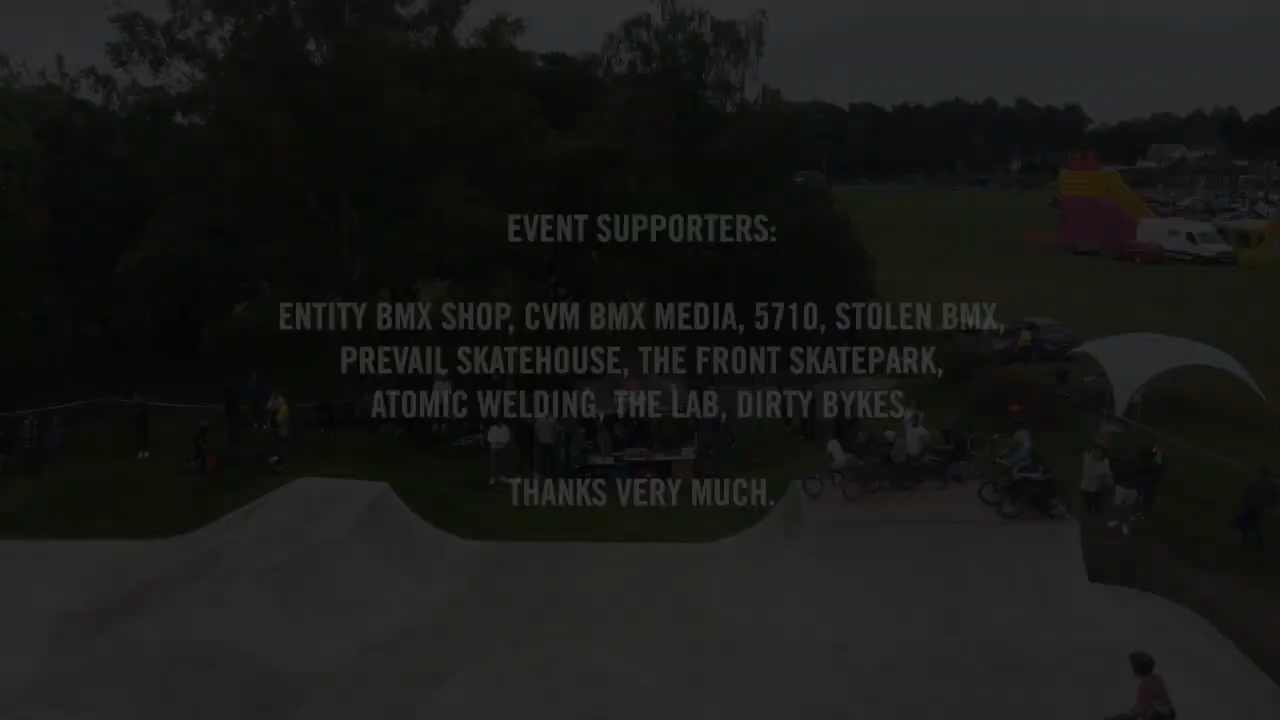 EVENT SUPPORTERS:
ENTITY BMX SHOP, CVM BMX MEDIA, 5710, STOLEN BMX,
PREVAIL SKATEHOUSE, THE FRONT SKATEPARK,
ATOMIC WELDING, THE LAB, DIRTY BYKES.
THANKS VERY MUCH.